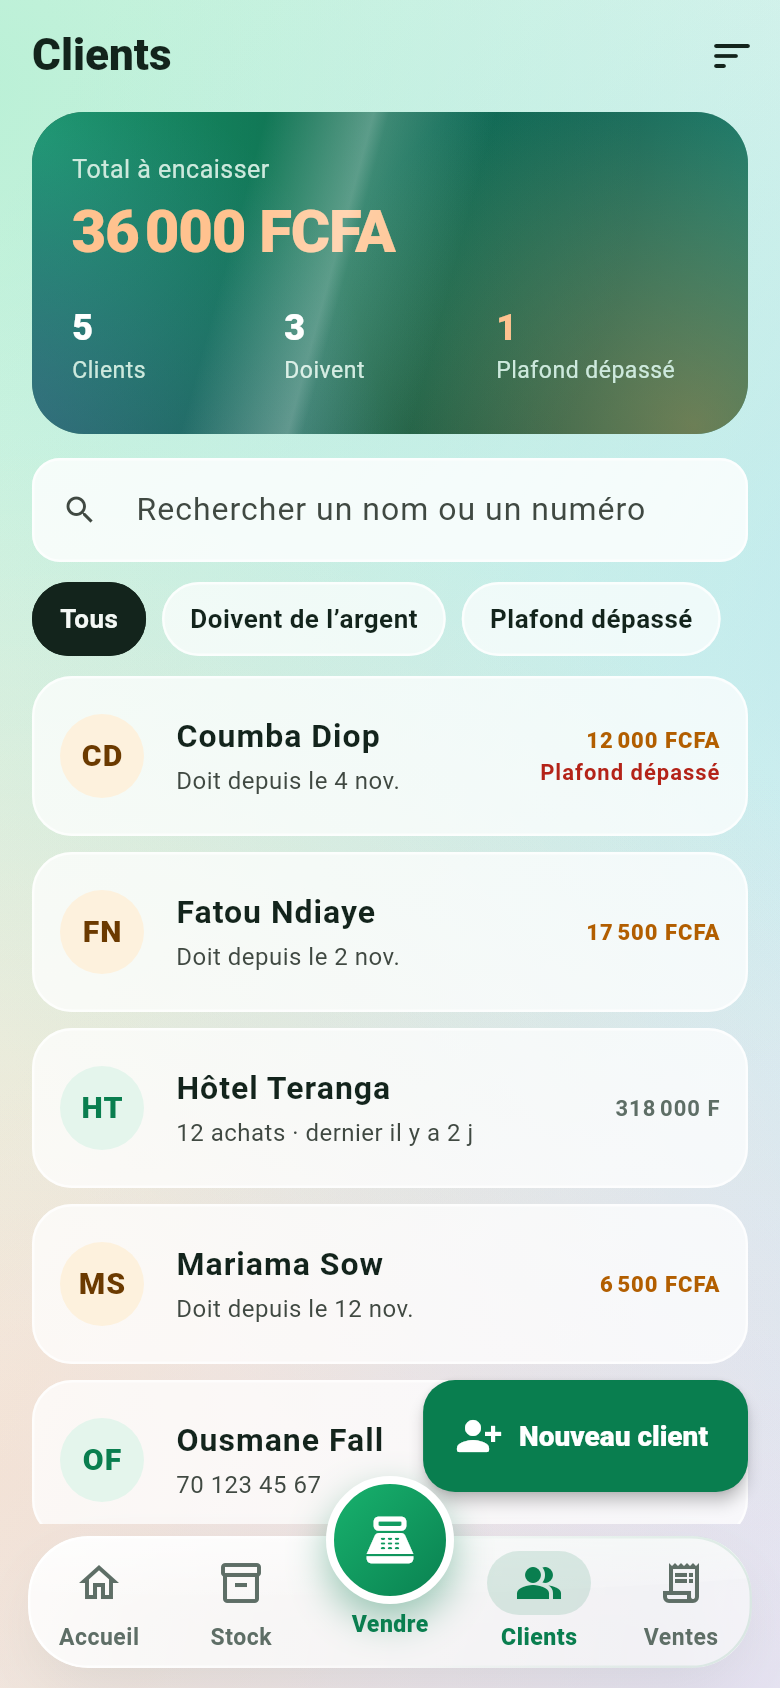 Clients
Total à encaisser
36 000 FCFA
5
Clients
3
Doivent
1
Plafond dépassé
Rechercher un nom ou un numéro
Tous
Doivent de l’argent
Plafond dépassé
CD
Coumba Diop
Doit depuis le 4 nov.
12 000 FCFA
Plafond dépassé
FN
Fatou Ndiaye
Doit depuis le 2 nov.
17 500 FCFA
HT
Hôtel Teranga
12 achats · dernier il y a 2 j
318 000 F
MS
Mariama Sow
Doit depuis le 12 nov.
6 500 FCFA
OF
Ousmane Fall
70 123 45 67
Nouveau client
Accueil
Stock
Vendre
Clients
Ventes